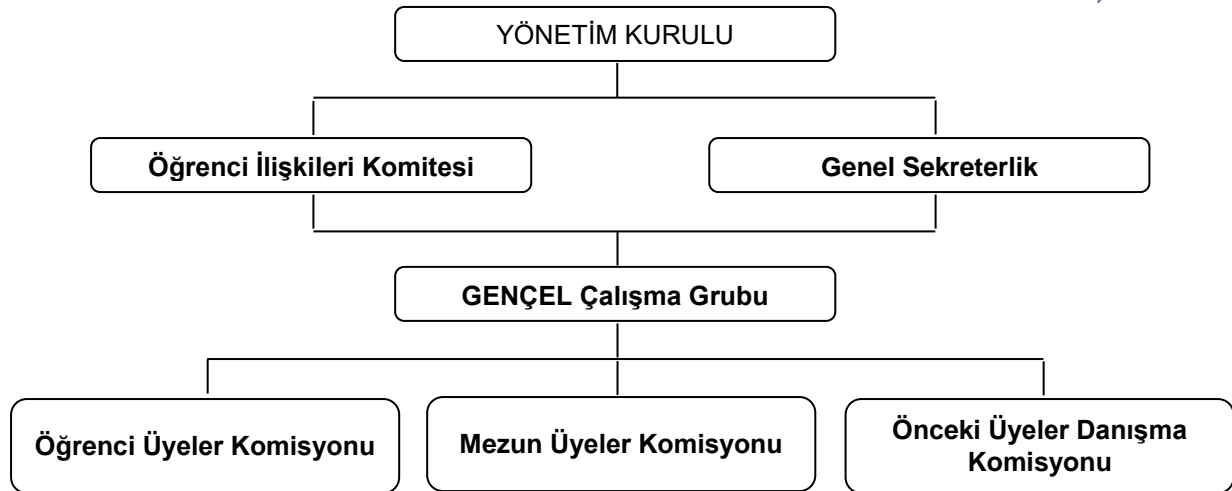 YÖNETİM KURULU
Öğrenci İlişkileri Komitesi
Genel Sekreterlik
GENÇEL Çalışma Grubu
Öğrenci Üyeler Komisyonu
Mezun Üyeler Komisyonu
Önceki Üyeler Danışma
Komisyonu